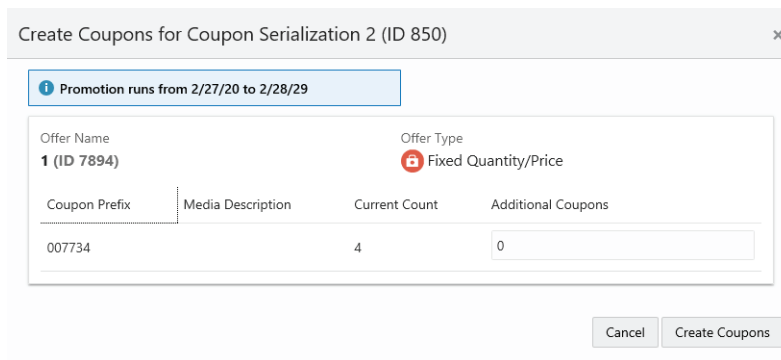 Create Coupons for Coupon Serialization 2 (ID 850)
Promotion runs from 2/27/20 to 2/28/29
Offer Name Offer Type
1 (ID 7894) Fixed Quantity/Price
Coupon Prefix Media Description Current Count Additional Coupons
007734 4 0
Cancel Create Coupons